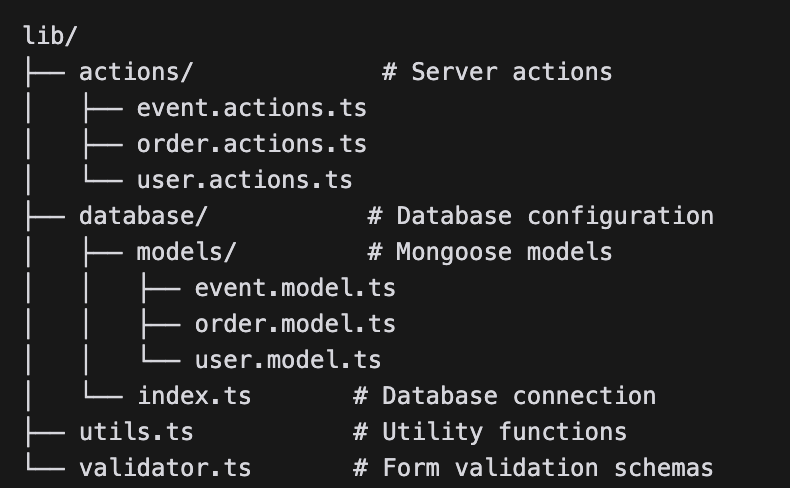 lib/
├── actions/             # Server actions
│   ├── event.actions.ts
│   ├── order.actions.ts
│   └── user.actions.ts
├── database/           # Database configuration
│   ├── models/         # Mongoose models
│   │   ├── event.model.ts
│   │   ├── order.model.ts
│   │   └── user.model.ts
│   └── index.ts       # Database connection
├── utils.ts           # Utility functions
└── validator.ts       # Form validation schemas